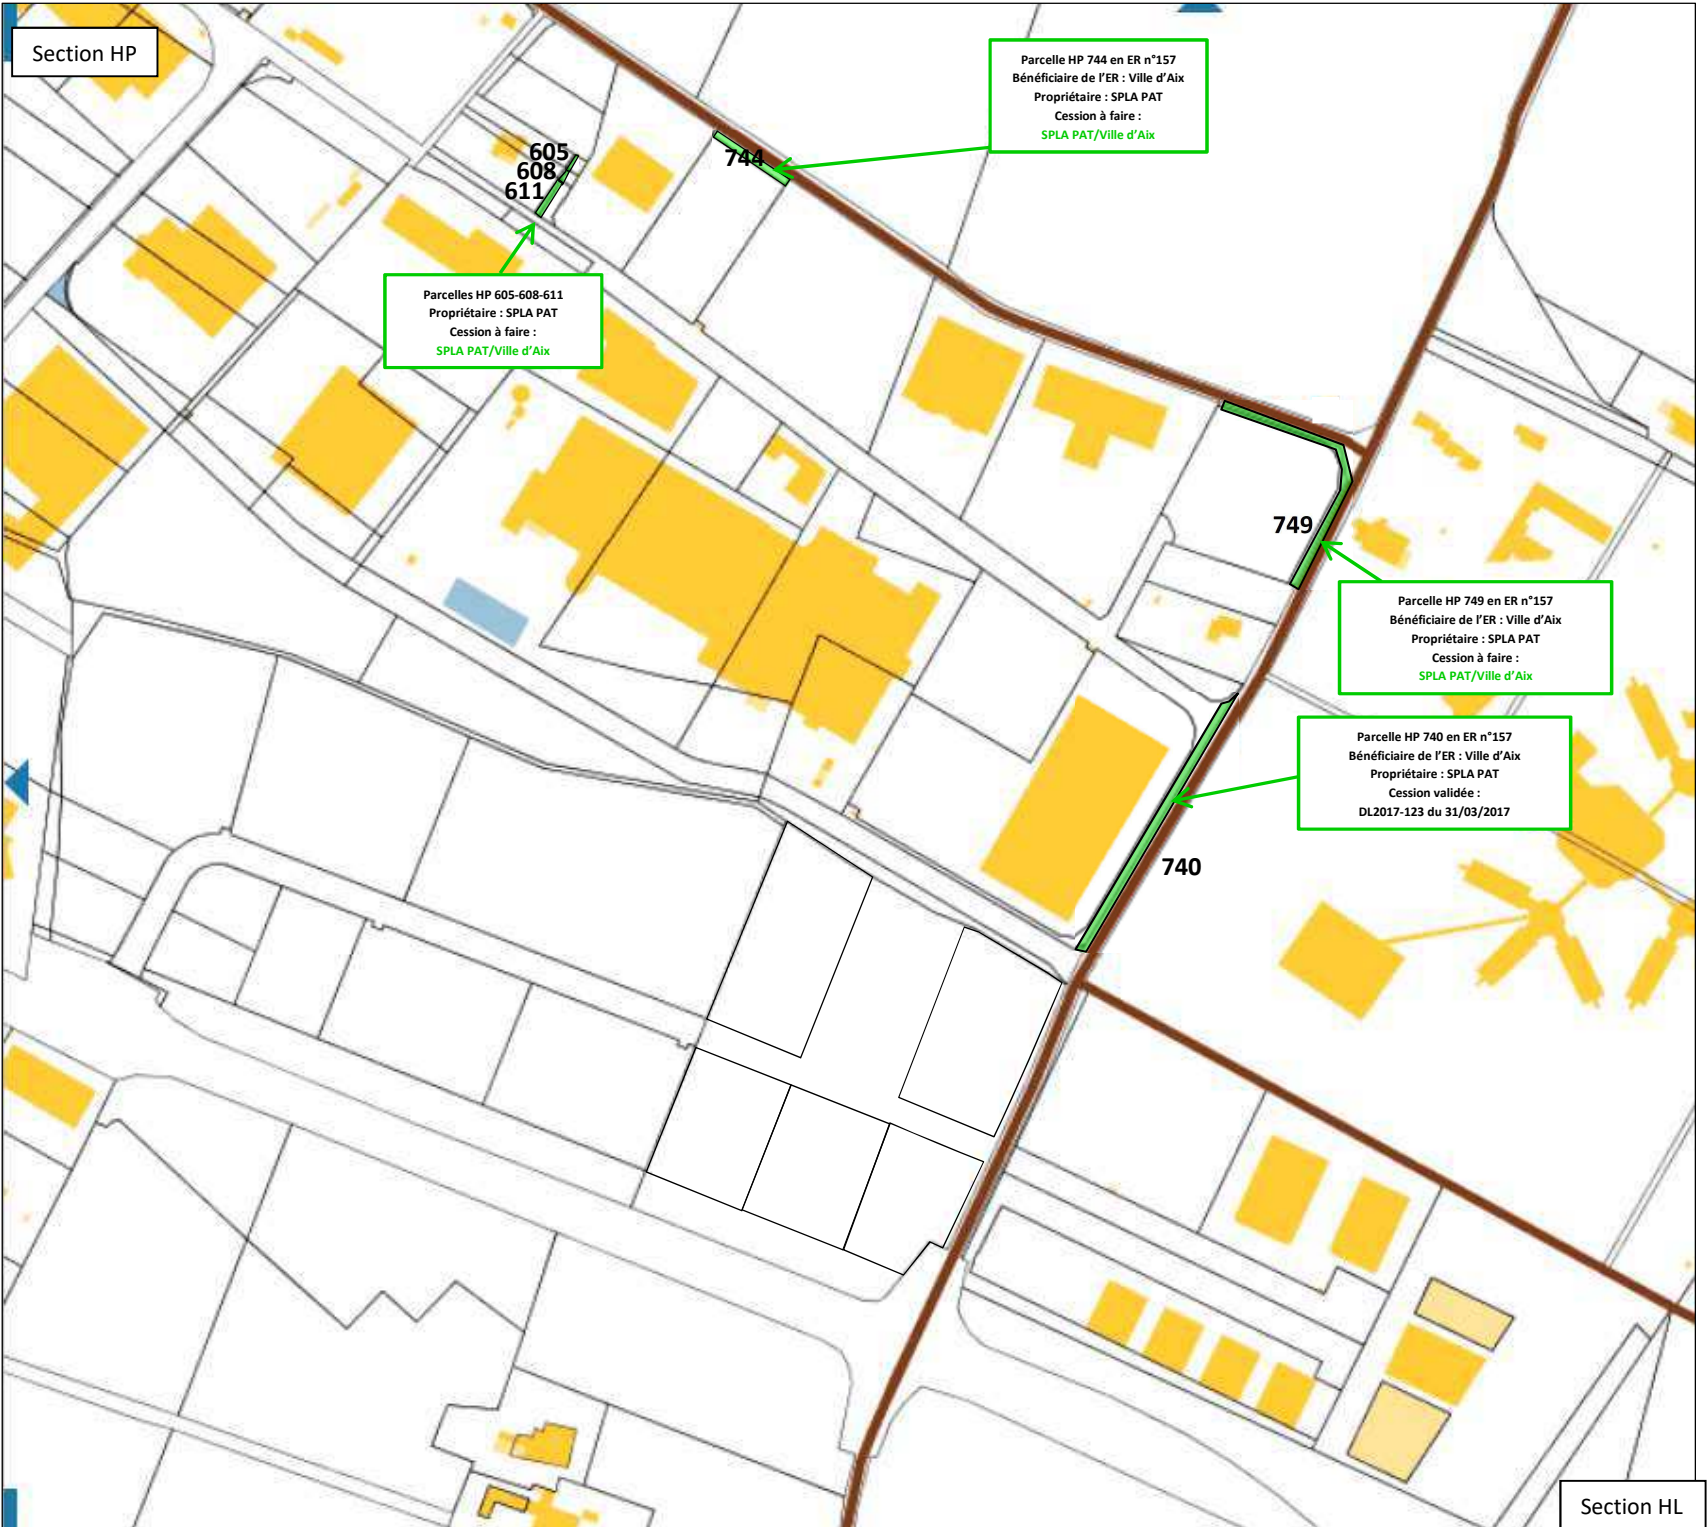 Section HP
Parcelle HP 744 en ER n°157
Bénéficiaire de l'ER : Ville d'Aix
Propriétaire : SPLA PAT
Cession à faire :
SPLA PAT/Ville d'Aix
605
608
611
744
Parcelles HP 605-608-611
Propriétaire : SPLA PAT
Cession à faire :
SPLA PAT/Ville d'Aix
749
Parcelle HP 749 en ER n°157
Bénéficiaire de l'ER : Ville d'Aix
Propriétaire : SPLA PAT
Cession à faire :
SPLA PAT/Ville d'Aix
Parcelle HP 740 en ER n°157
Bénéficiaire de l'ER : Ville d'Aix
Propriétaire : SPLA PAT
Cession validée :
DL2017-123 du 31/03/2017
740
Section HL